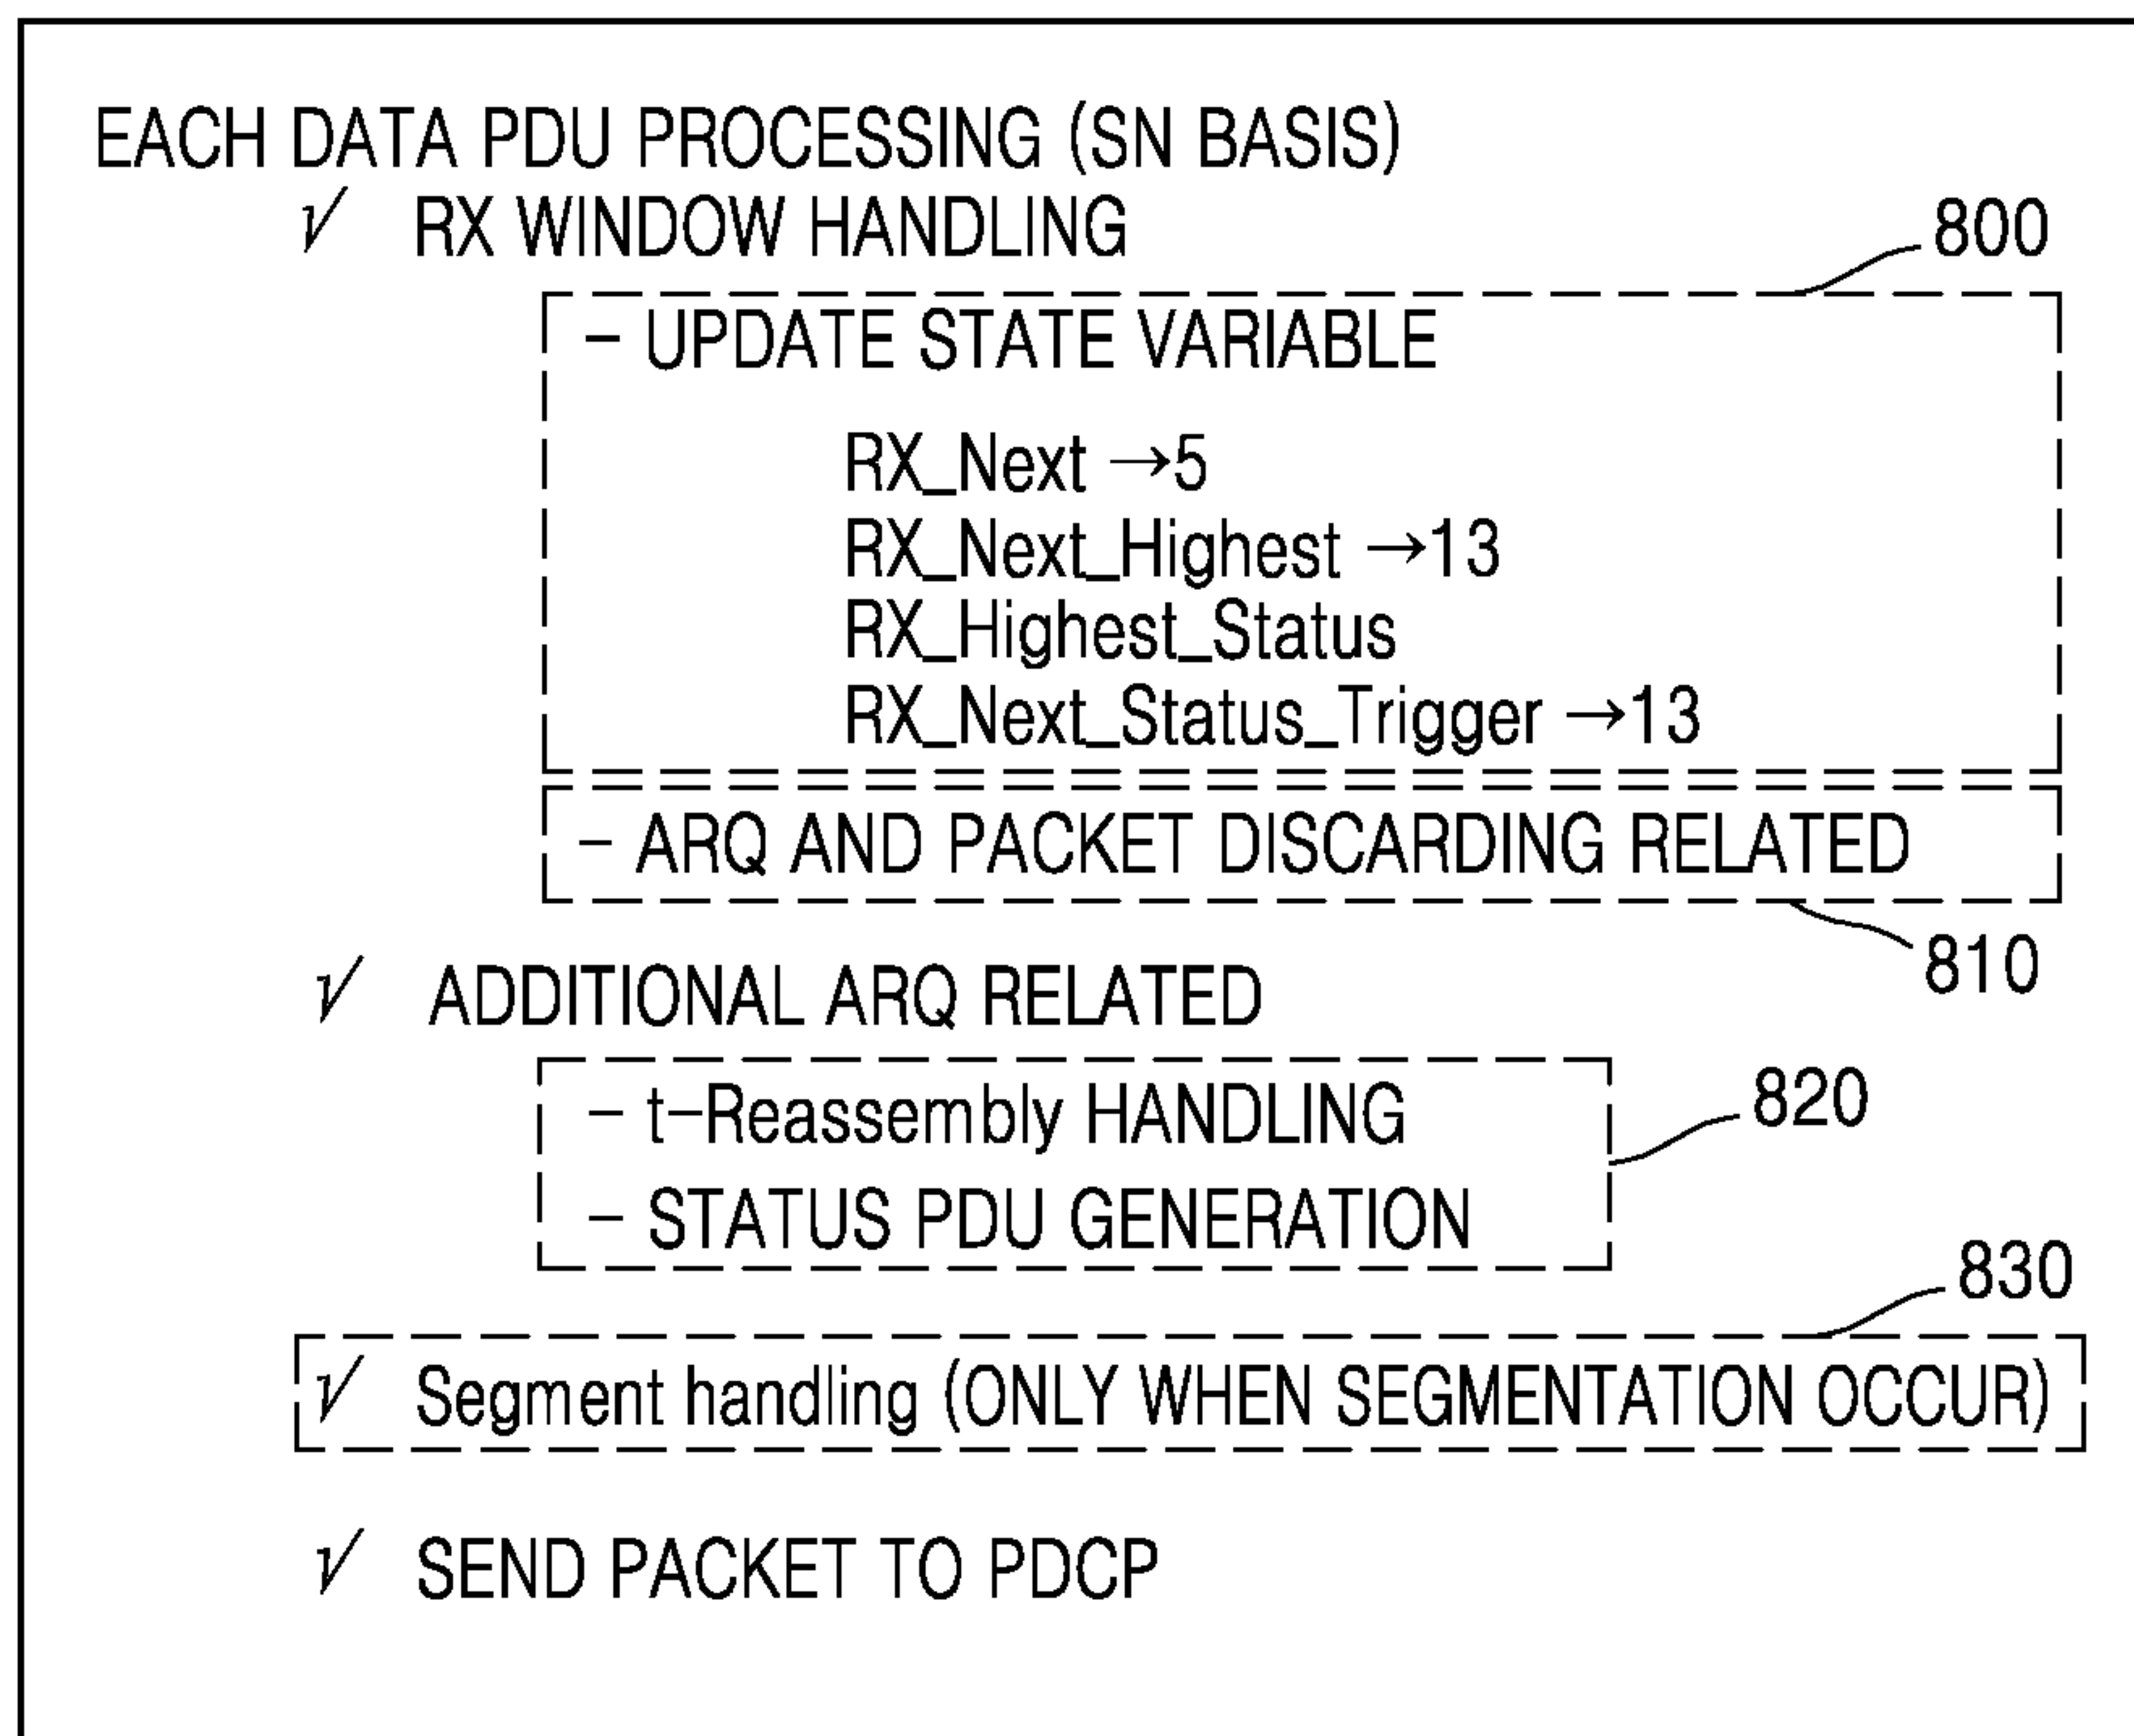 EACH DATA PDU PROCESSING (SN BASIS)
✓ RX WINDOW HANDLING
800
– UPDATE STATE VARIABLE
RX_Next →5
RX_Next_Highest →13
RX_Highest_Status
RX_Next_Status_Trigger →13
– ARQ AND PACKET DISCARDING RELATED
810
✓ ADDITIONAL ARQ RELATED
– t–Reassembly HANDLING
820
– STATUS PDU GENERATION
830
✓ Segment handling (ONLY WHEN SEGMENTATION OCCUR)
✓ SEND PACKET TO PDCP